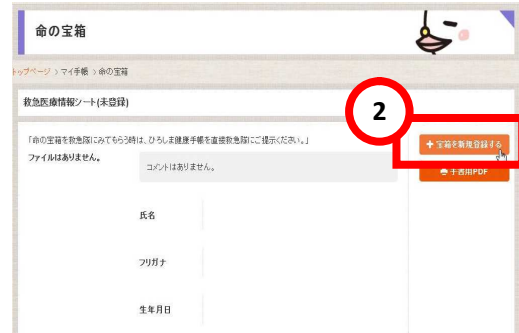 命の宝箱
トップページ > マイ手帳 > 命の宝箱
救急医療情報シート(未登録)
2
「命の宝箱を救急隊にみてもらう時は、ひろしま健康手帳を直接救急隊にご提示ください。」
+ 宝箱を新規登録する
ファイルはありません。
コメントはありません。
手書用PDF
氏名
フリガナ
生年月日